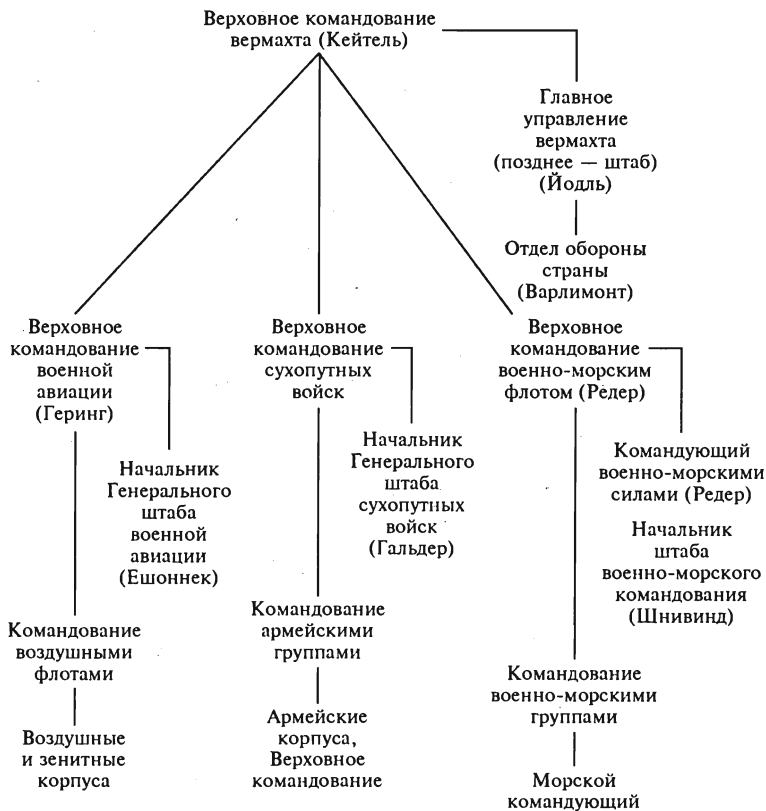 Верховное командование
вермахта (Кейтель)
Главное
управление
вермахта
(позднее — штаб)
(Йодль)
Отдел обороны
страны
(Варлимонт)
Верховное
командование
военной
авиации
(Геринг)
Начальник
Генерального
штаба
военной
авиации
(Ешоннек)
Командование
воздушными
флотами
Воздушные
и зенитные
корпуса
Верховное
командование
сухопутных
войск
Начальник
Генерального
штаба
сухопутных
войск
(Гальдер)
Командование
армейскими
группами
Армейские
корпуса,
Верховное
командование
Верховное
командование
военно-морским
флотом (Редер)
Командующий
военно-морскими
силами (Редер)
Начальник
штаба
военно-морского
командования
(Шнивинд)
Командование
военно-морскими
группами
Морской
командующий